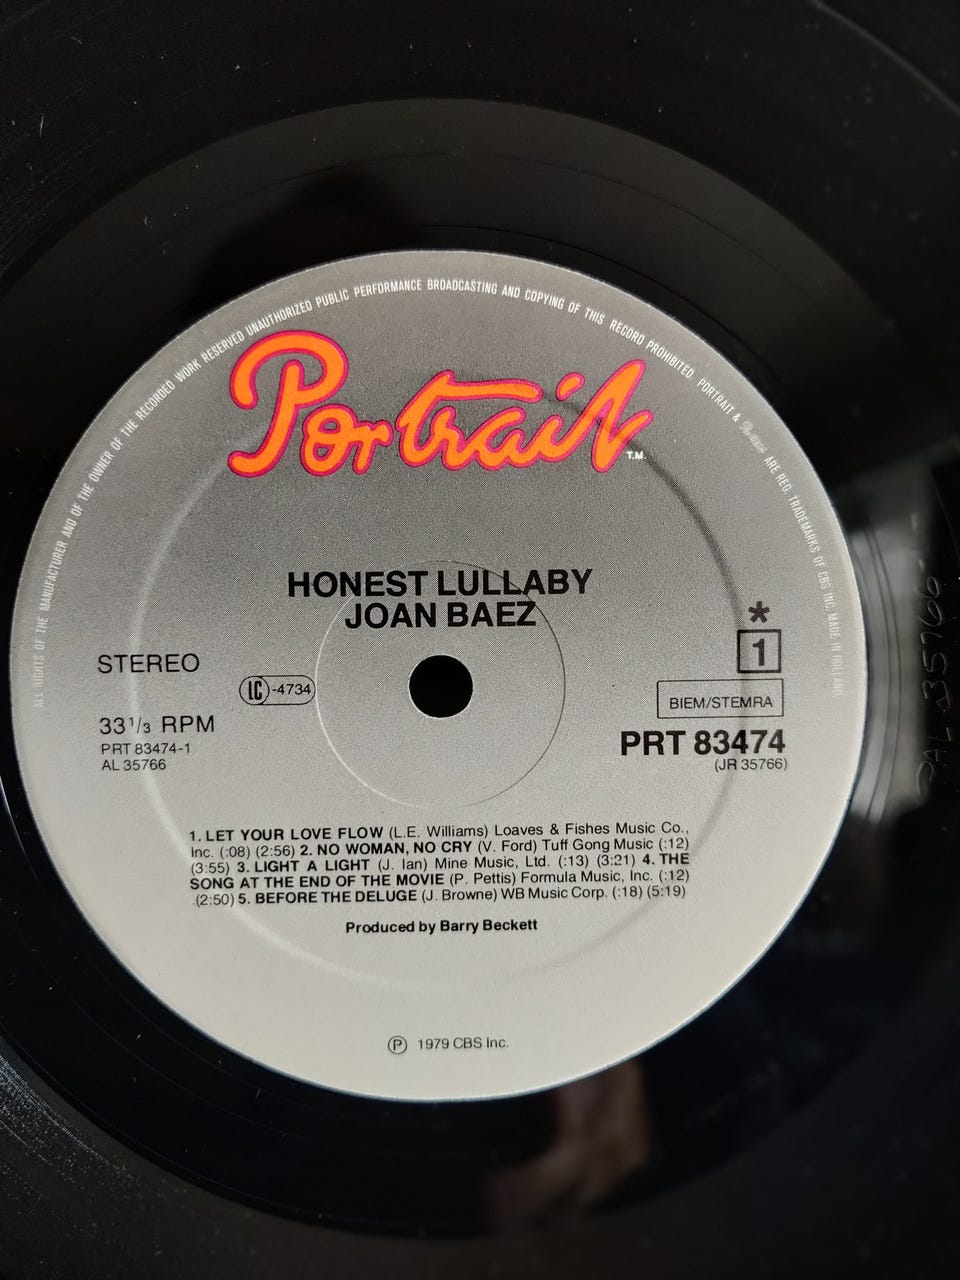 ALL RIGHTS OF THE MANUFACTURER AND OF THE OWNER OF THE RECORDED WORK RESERVED UNAUTHORIZED PUBLIC PERFORMANCE BROADCASTING AND COPYING OF THIS RECORD PROHIBITED. PORTRAIT & ARE REG. TRADEMARKS OF CBS INC. MADE IN HOLLAND
Portrait
T.M.
HONEST LULLABY
JOAN BAEZ
*
STEREO
1
LC-4734
BIEM/STEMRA
33 1/3 RPM
PRT 83474
PRT 83474-1
(JR 35766)
AL 35766
1. LET YOUR LOVE FLOW (L.E. Williams) Loaves & Fishes Music Co.,
Inc. (:08) (2:56) 2. NO WOMAN, NO CRY (V. Ford) Tuff Gong Music (:12)
(3:55) 3. LIGHT A LIGHT (J. Ian) Mine Music, Ltd. (:13) (3:21) 4. THE
SONG AT THE END OF THE MOVIE (P. Pettis) Formula Music, Inc. (:12)
(2:50) 5. BEFORE THE DELUGE (J. Browne) WB Music Corp. (:18) (5:19)
Produced by Barry Beckett
℗ 1979 CBS Inc.
PAL 35766